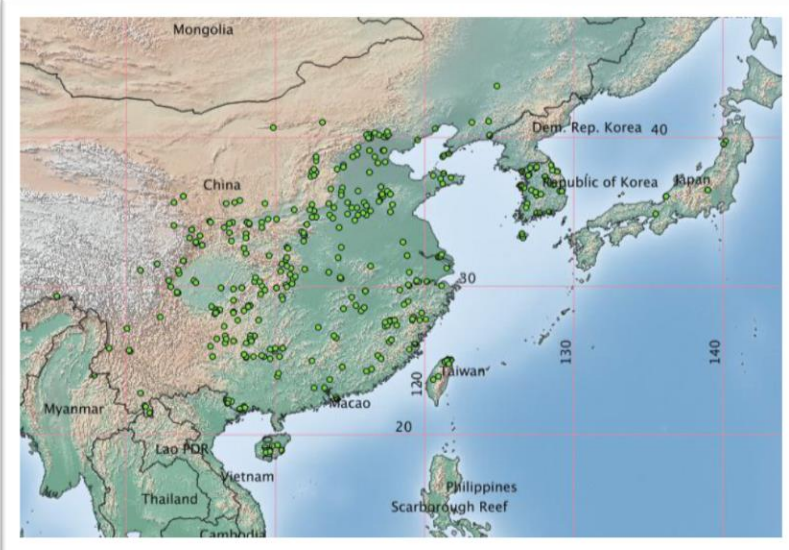 Mongolia
Dem. Rep. Korea 40
China
Republic of Korea
Japan
30
130
140
120
Taiwan
Macao
Myanmar
20
Lao PDR
Vietnam
Philippines
Thailand
Scarborough Reef
Cambodia